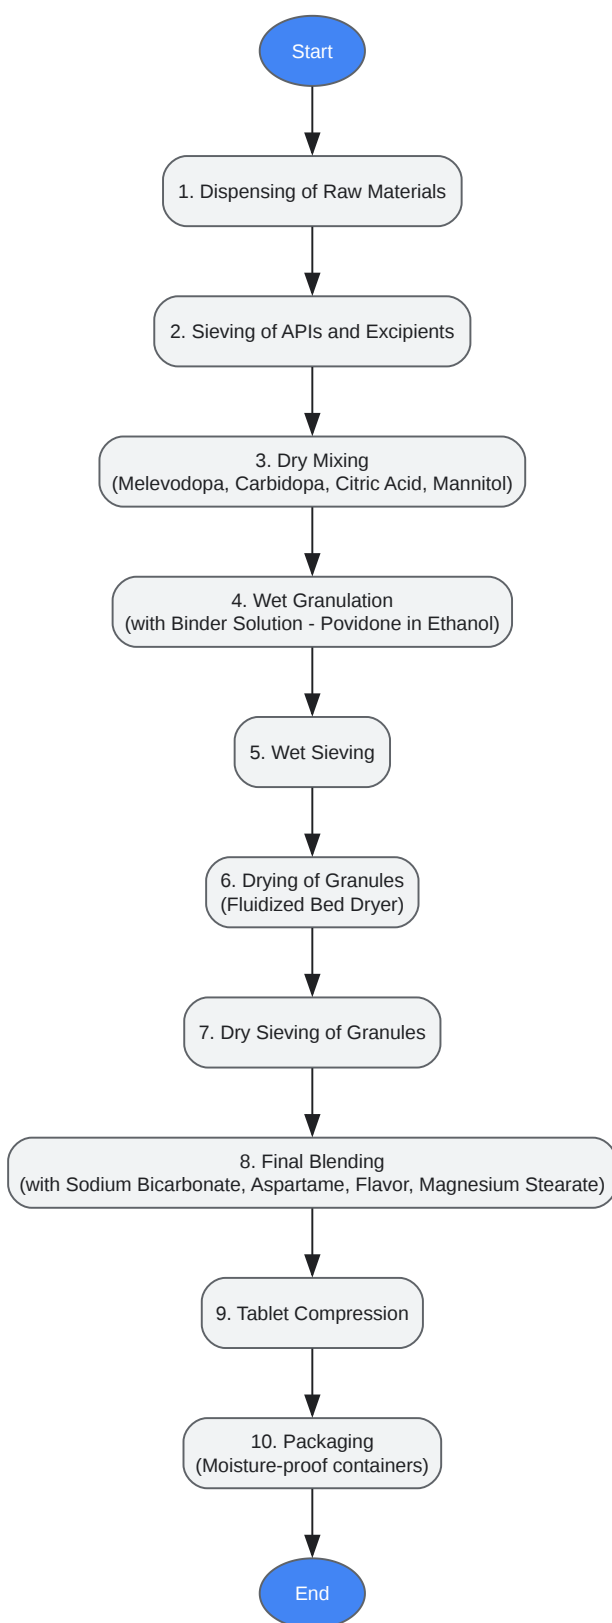 Start
1. Dispensing of Raw Materials
2. Sieving of APIs and Excipients
3. Dry Mixing
(Melevodopa, Carbidopa, Citric Acid, Mannitol)
4. Wet Granulation
(with Binder Solution - Povidone in Ethanol)
5. Wet Sieving
6. Drying of Granules
(Fluidized Bed Dryer)
7. Dry Sieving of Granules
8. Final Blending
(with Sodium Bicarbonate, Aspartame, Flavor, Magnesium Stearate)
9. Tablet Compression
10. Packaging
(Moisture-proof containers)
End